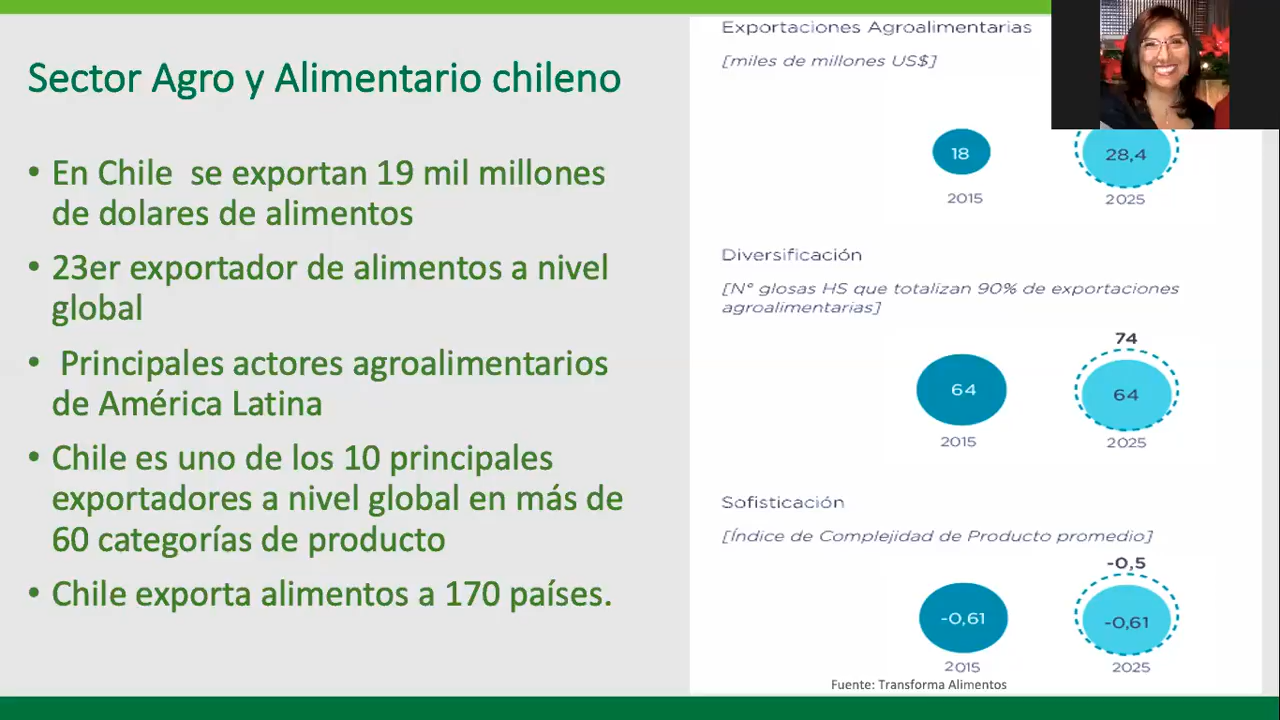 Sector Agro y Alimentario chileno
• En Chile  se exportan 19 mil millones
de dolares de alimentos
• 23er exportador de alimentos a nivel
global
•  Principales actores agroalimentarios
de América Latina
• Chile es uno de los 10 principales
exportadores a nivel global en más de
60 categorías de producto
• Chile exporta alimentos a 170 países.
Exportaciones Agroalimentarias
[miles de millones US$]
18
28,4
2015
2025
Diversificación
[N° glosas HS que totalizan 90% de exportaciones
agroalimentarias]
74
64
64
2015
2025
Sofisticación
[Índice de Complejidad de Producto promedio]
-0,5
-0,61
-0,61
2015
2025
Fuente: Transforma Alimentos